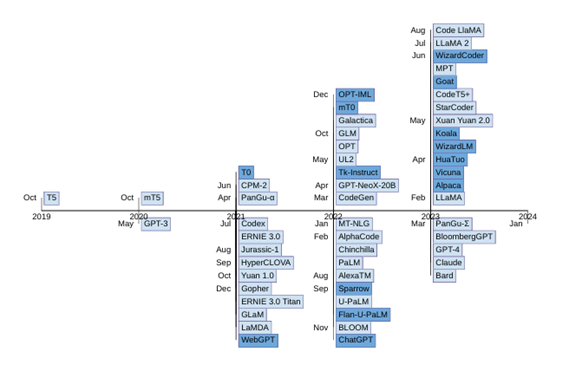 Aug Code LLaMA
Jul LLaMA 2
Jun WizardCoder
MPT
Goat
Dec OPT-IML CodeT5+
mT0 StarCoder
Galactica May Xuan Yuan 2.0
Oct GLM Koala
OPT WizardLM
May UL2 Apr HuaTuo
T0 Tk-Instruct Vicuna
Jun CPM-2 Apr GPT-NeoX-20B Alpaca
Oct T5 Oct mT5 Apr PanGu-α Mar CodeGen Feb LLaMA
2019 2020 2021 2022 2023 2024
May GPT-3 Jul Codex Jan MT-NLG Mar PanGu-Σ Jan
ERNIE 3.0 Feb AlphaCode BloombergGPT
Aug Jurassic-1 Chinchilla GPT-4
Sep HyperCLOVA PaLM Claude
Oct Yuan 1.0 Aug AlexaTM Bard
Dec Gopher Sep Sparrow
ERNIE 3.0 Titan U-PaLM
GLaM Flan-U-PaLM
LaMDA Nov BLOOM
WebGPT ChatGPT